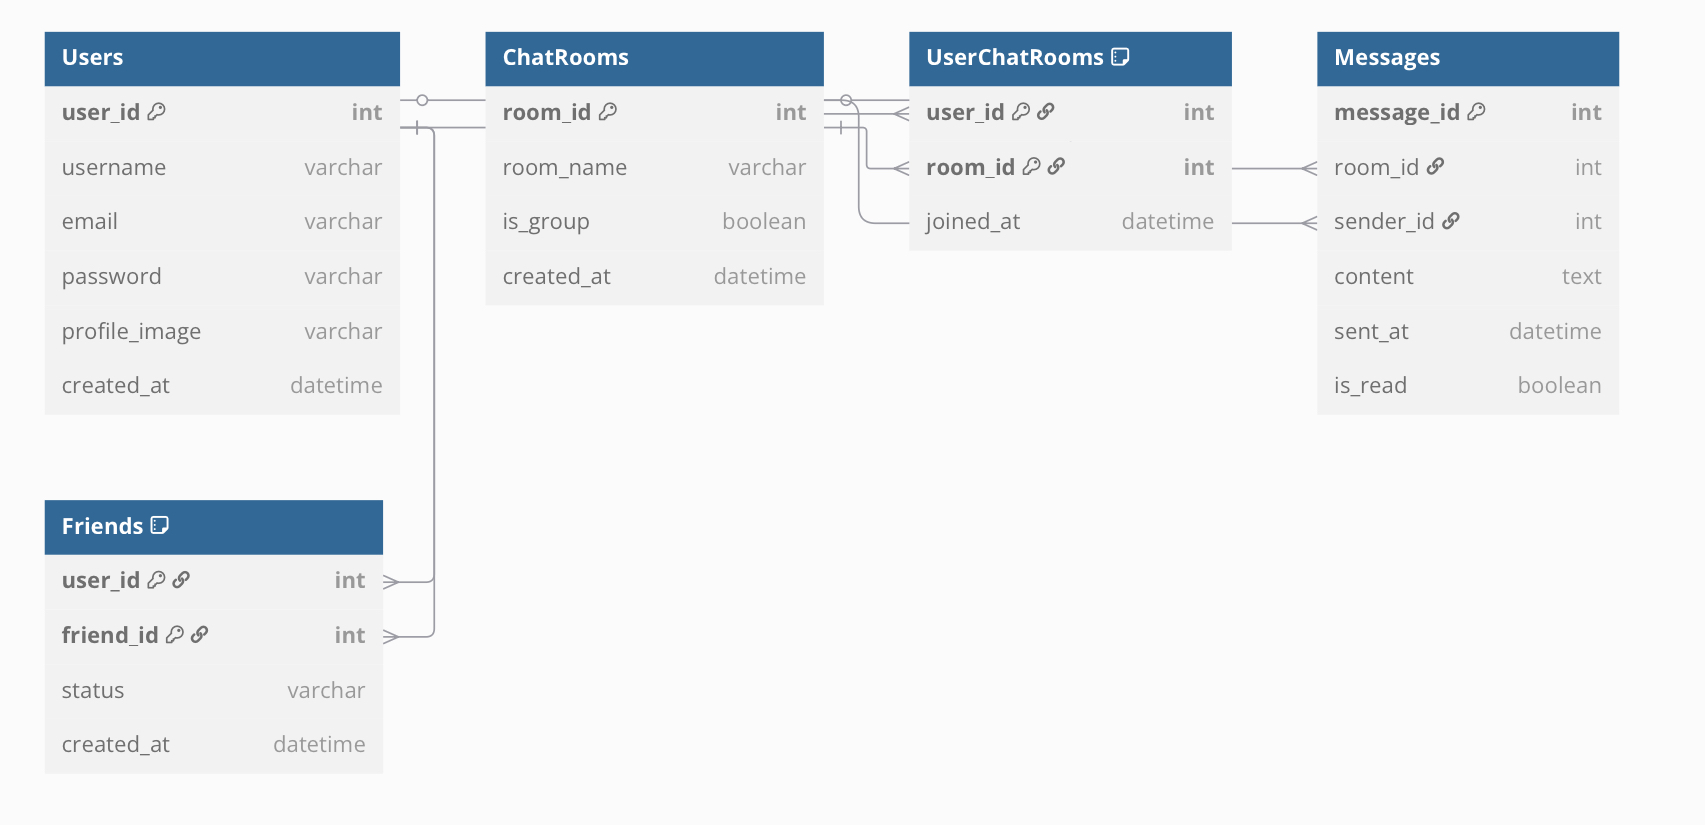 Users
user_id int
username varchar
email varchar
password varchar
profile_image varchar
created_at datetime
ChatRooms
room_id int
room_name varchar
is_group boolean
created_at datetime
UserChatRooms
user_id int
room_id int
joined_at datetime
Messages
message_id int
room_id int
sender_id int
content text
sent_at datetime
is_read boolean
Friends
user_id int
friend_id int
status varchar
created_at datetime